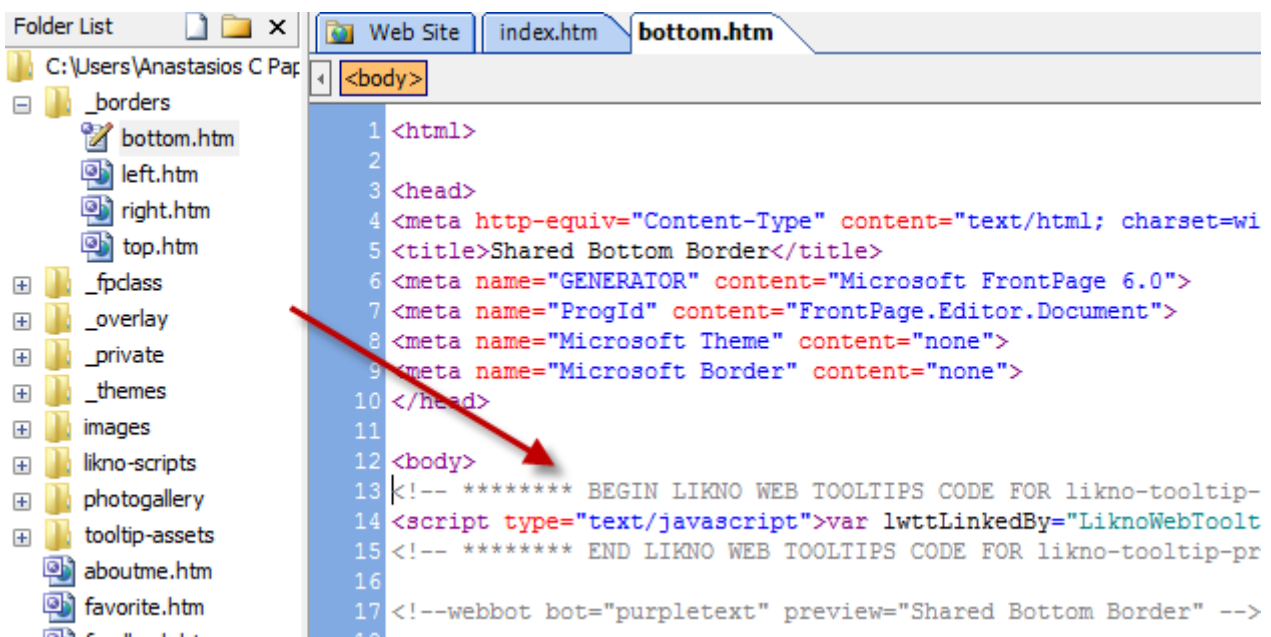 Folder List
C:\Users\Anastasios C Pap
_borders
bottom.htm
left.htm
right.htm
top.htm
_fpclass
_overlay
_private
_themes
images
likno-scripts
photogallery
tooltip-assets
aboutme.htm
favorite.htm
Web Site index.htm bottom.htm
<body>
1 <html>
2
3 <head>
4 <meta http-equiv="Content-Type" content="text/html; charset=wi
5 <title>Shared Bottom Border</title>
6 <meta name="GENERATOR" content="Microsoft FrontPage 6.0">
7 <meta name="ProgId" content="FrontPage.Editor.Document">
8 <meta name="Microsoft Theme" content="none">
9 <meta name="Microsoft Border" content="none">
10 </head>
11
12 <body>
13 <!-- ******** BEGIN LIKNO WEB TOOLTIPS CODE FOR likno-tooltip-
14 <script type="text/javascript">var lwttLinkedBy="LiknoWebToolt
15 <!-- ******** END LIKNO WEB TOOLTIPS CODE FOR likno-tooltip-pr
16
17 <!--webbot bot="purpletext" preview="Shared Bottom Border" -->